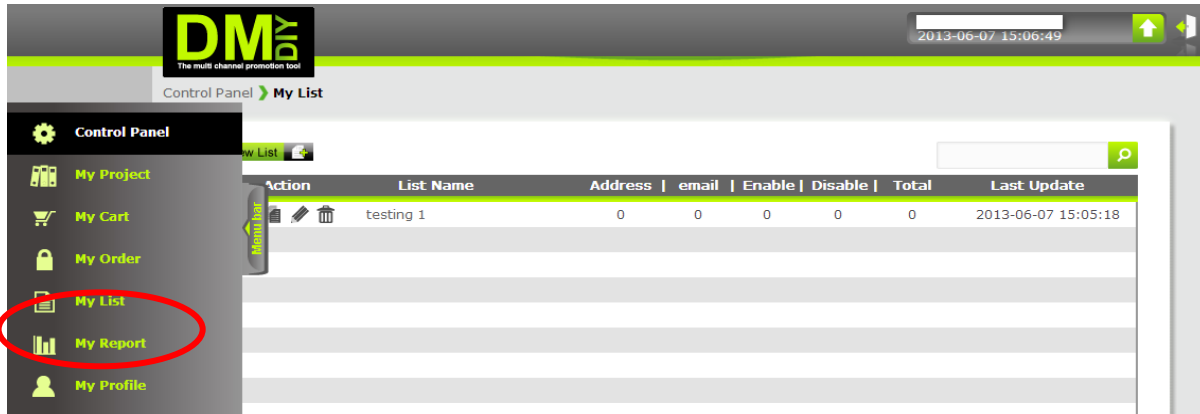 DM DIY
The multi channel promotion tool
2013-06-07 15:06:49
Control Panel My List
Control Panel
My Project
My Cart
My Order
My List
My Report
My Profile
Menu bar
ew List
Action List Name Address | email | Enable | Disable | Total Last Update
testing 1 0 0 0 0 0 2013-06-07 15:05:18